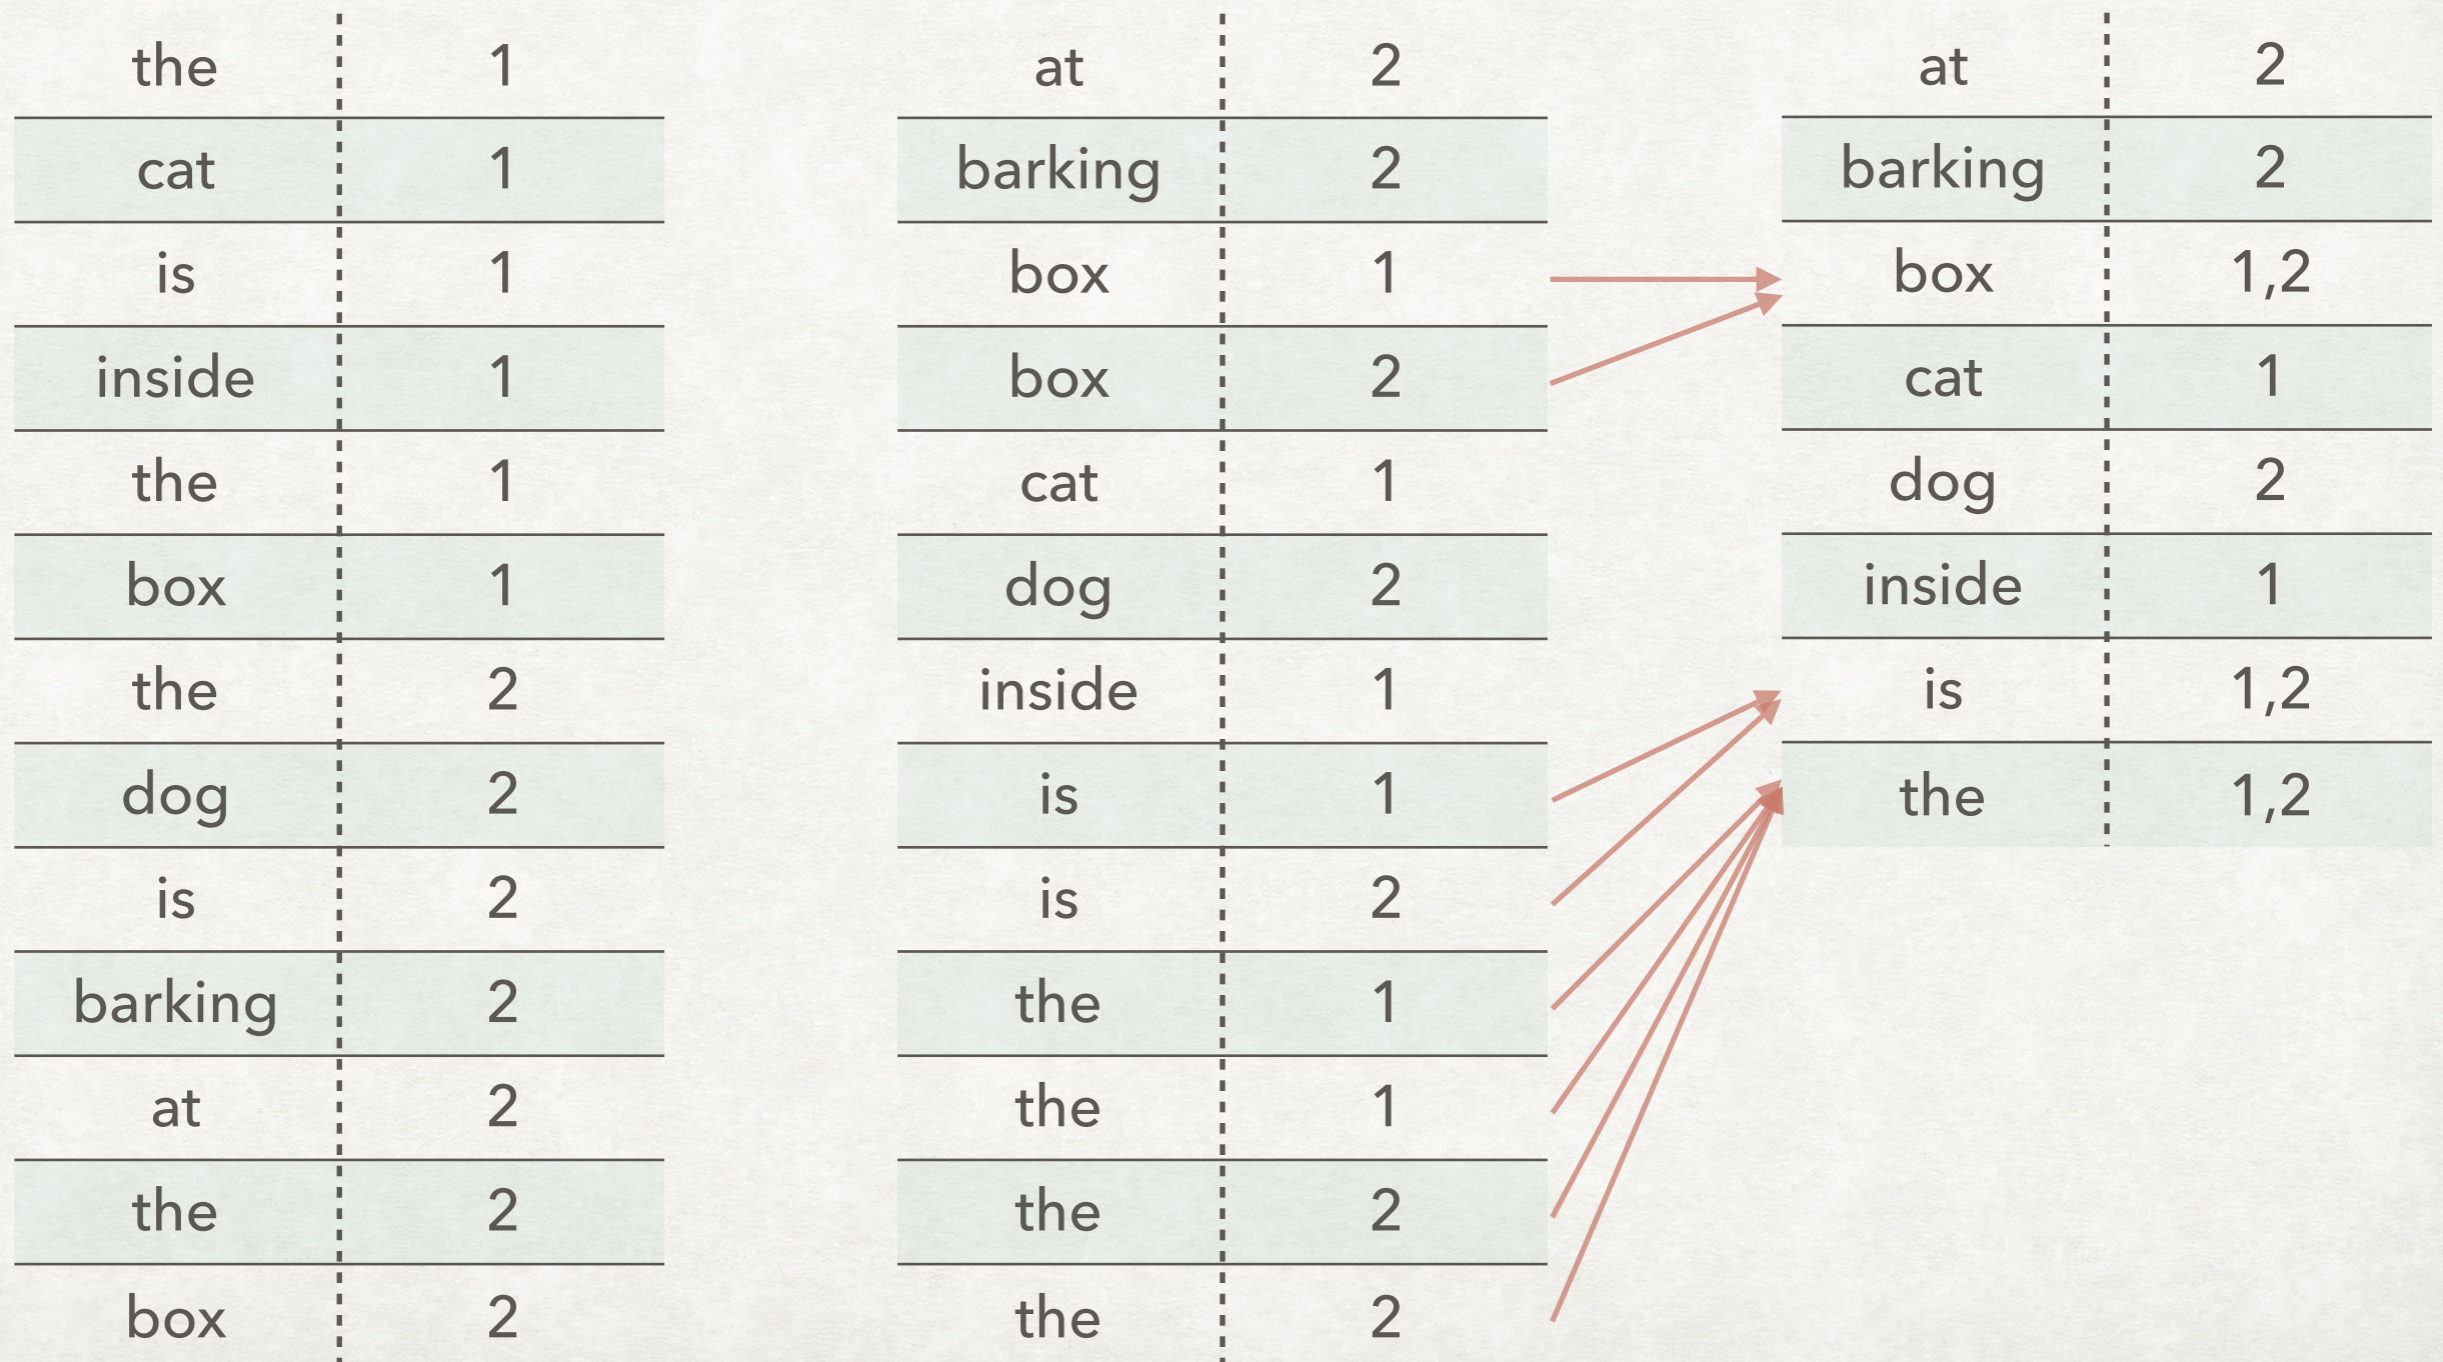 the 1
cat 1
is 1
inside 1
the 1
box 1
the 2
dog 2
is 2
barking 2
at 2
the 2
box 2
at 2
barking 2
box 1
box 2
cat 1
dog 2
inside 1
is 1
is 2
the 1
the 1
the 2
the 2
at 2
barking 2
box 1,2
cat 1
dog 2
inside 1
is 1,2
the 1,2